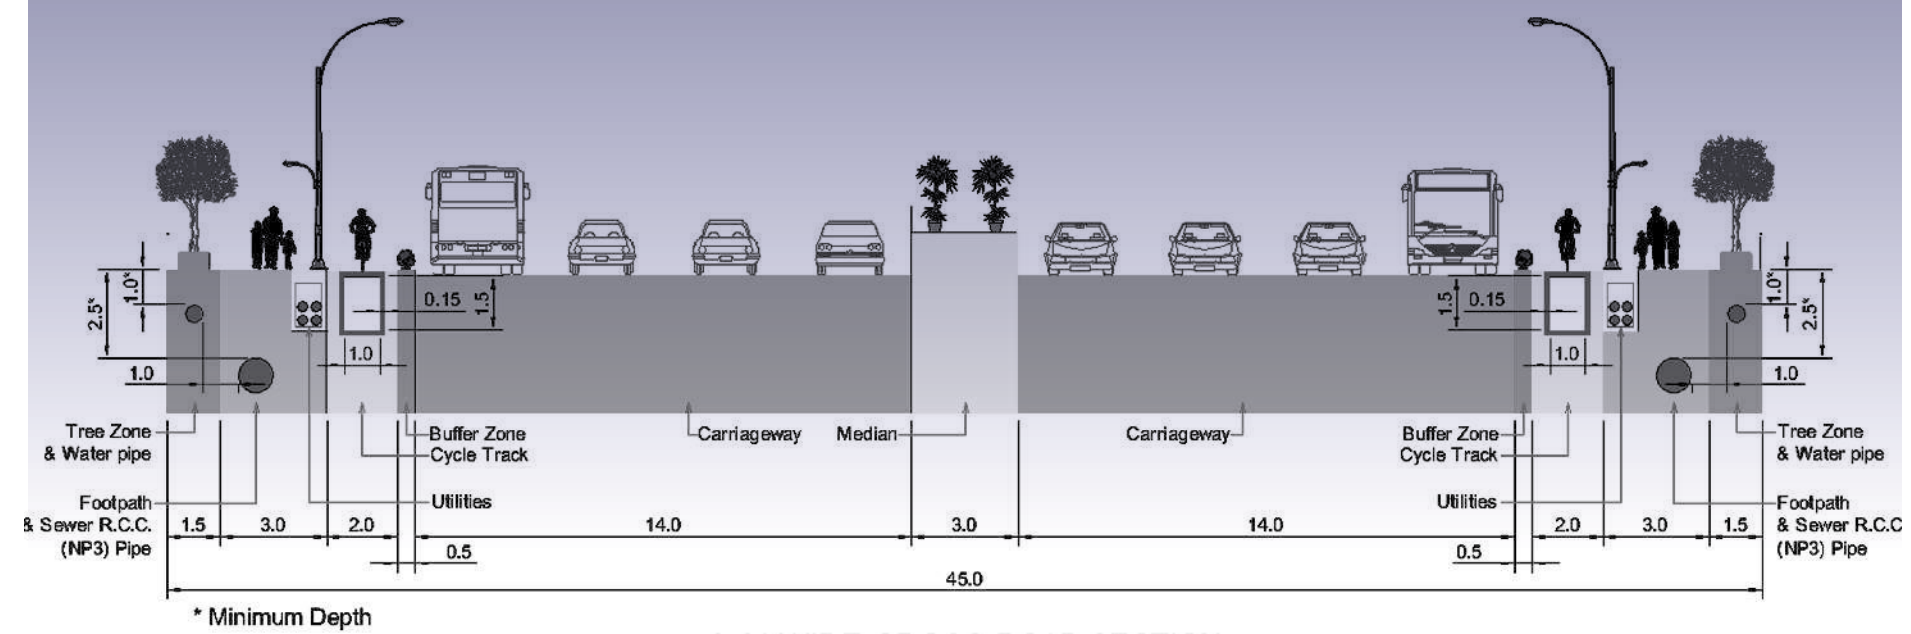 0.15
1.5
1.5
0.15
2.5*
1.0*
1.0*
2.5*
1.0
1.0
1.0
1.0
Tree Zone
& Water pipe
Buffer Zone
Cycle Track
Carriageway
Median
Carriageway
Buffer Zone
Cycle Track
Tree Zone
& Water pipe
Footpath
& Sewer R.C.C.
(NP3) Pipe
Utilities
Utilities
Footpath
& Sewer R.C.C
(NP3) Pipe
1.5
3.0
2.0
14.0
3.0
14.0
2.0
3.0
1.5
0.5
0.5
45.0
* Minimum Depth